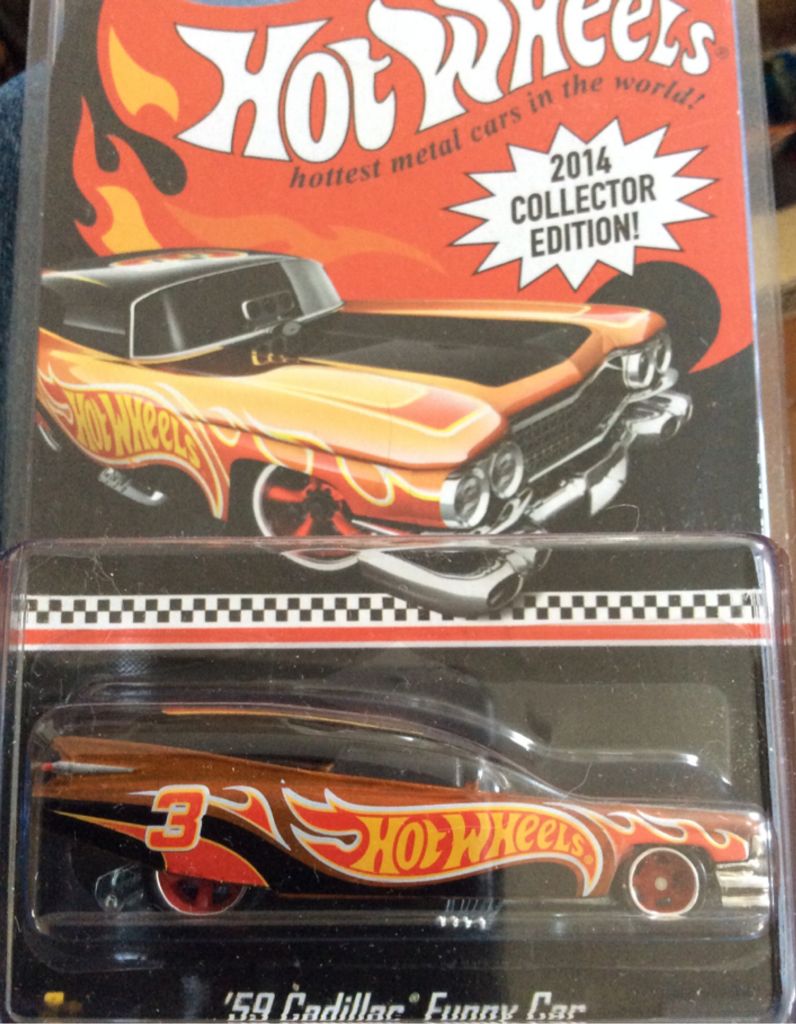 HOT WHEELS®
hottest metal cars in the world!
2014
COLLECTOR
EDITION!
HOT WHEELS
3
HOT WHEELS®
'59 Cadillac® Funny Car